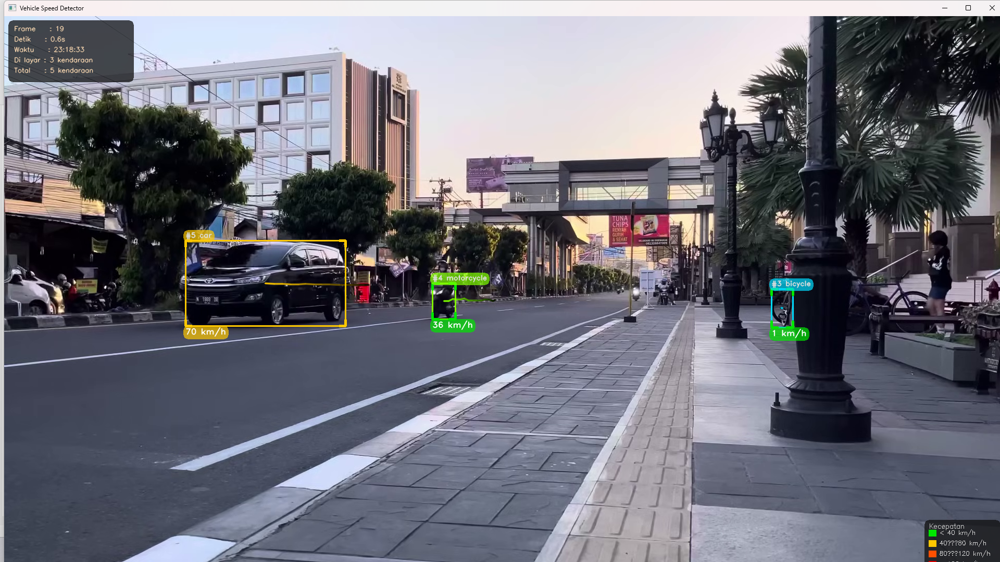 Vehicle Speed Detector
Frame : 19
Detik : 0.6s
Waktu : 23:18:33
Di layar : 3 kendaraan
Total : 5 kendaraan
TUNA
CHIPS
RENYAH
GURIH
& SEHAT
081328847009
#5 car
#4 motorcycle
#3 bicycle
70 km/h
36 km/h
1 km/h
Kecepatan
< 40 km/h
40???80 km/h
80???120 km/h